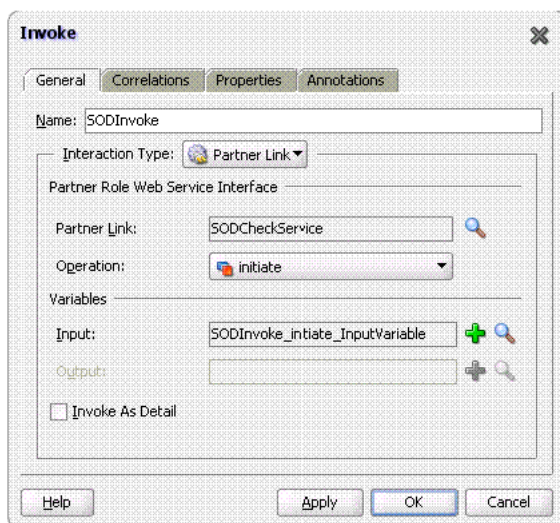 Invoke
General Correlations Properties Annotations
Name: SODInvoke
Interaction Type: Partner Link
Partner Role Web Service Interface
Partner Link: SODCheckService
Operation: initiate
Variables
Input: SODInvoke_intiate_InputVariable
Output:
Invoke As Detail
Help Apply OK Cancel